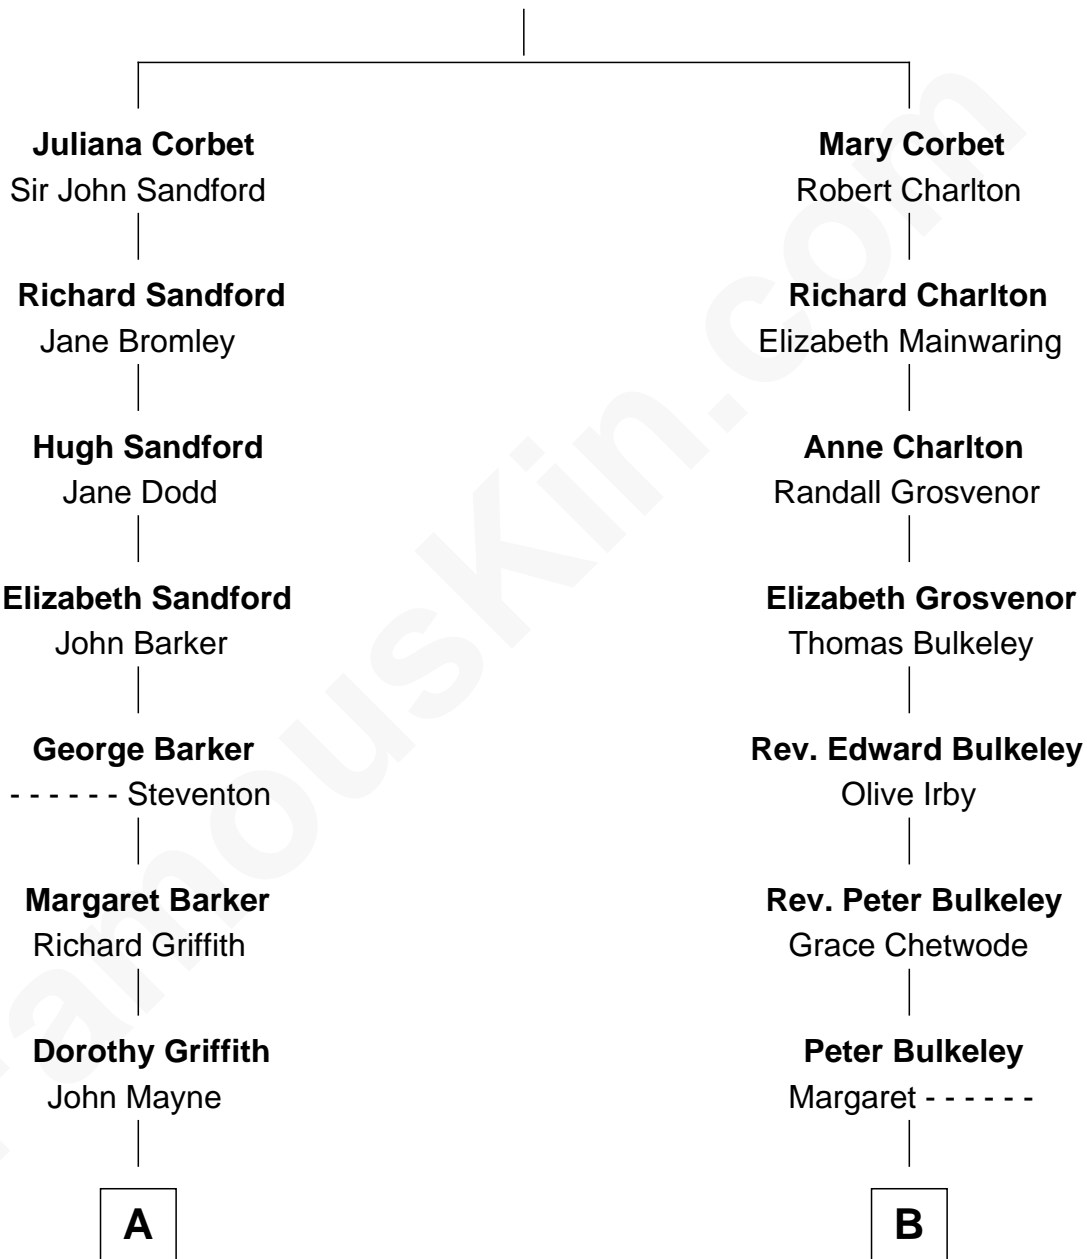 Juliana Corbet
Sir John Sandford
Richard Sandford
Jane Bromley
Hugh Sandford
Jane Dodd
Elizabeth Sandford
John Barker
George Barker
- - - - - - Steventon
Margaret Barker
Richard Griffith
Dorothy Griffith
John Mayne
A
Mary Corbet
Robert Charlton
Richard Charlton
Elizabeth Mainwaring
Anne Charlton
Randall Grosvenor
Elizabeth Grosvenor
Thomas Bulkeley
Rev. Edward Bulkeley
Olive Irby
Rev. Peter Bulkeley
Grace Chetwode
Peter Bulkeley
Margaret - - - - - -
B
FamousKin.com